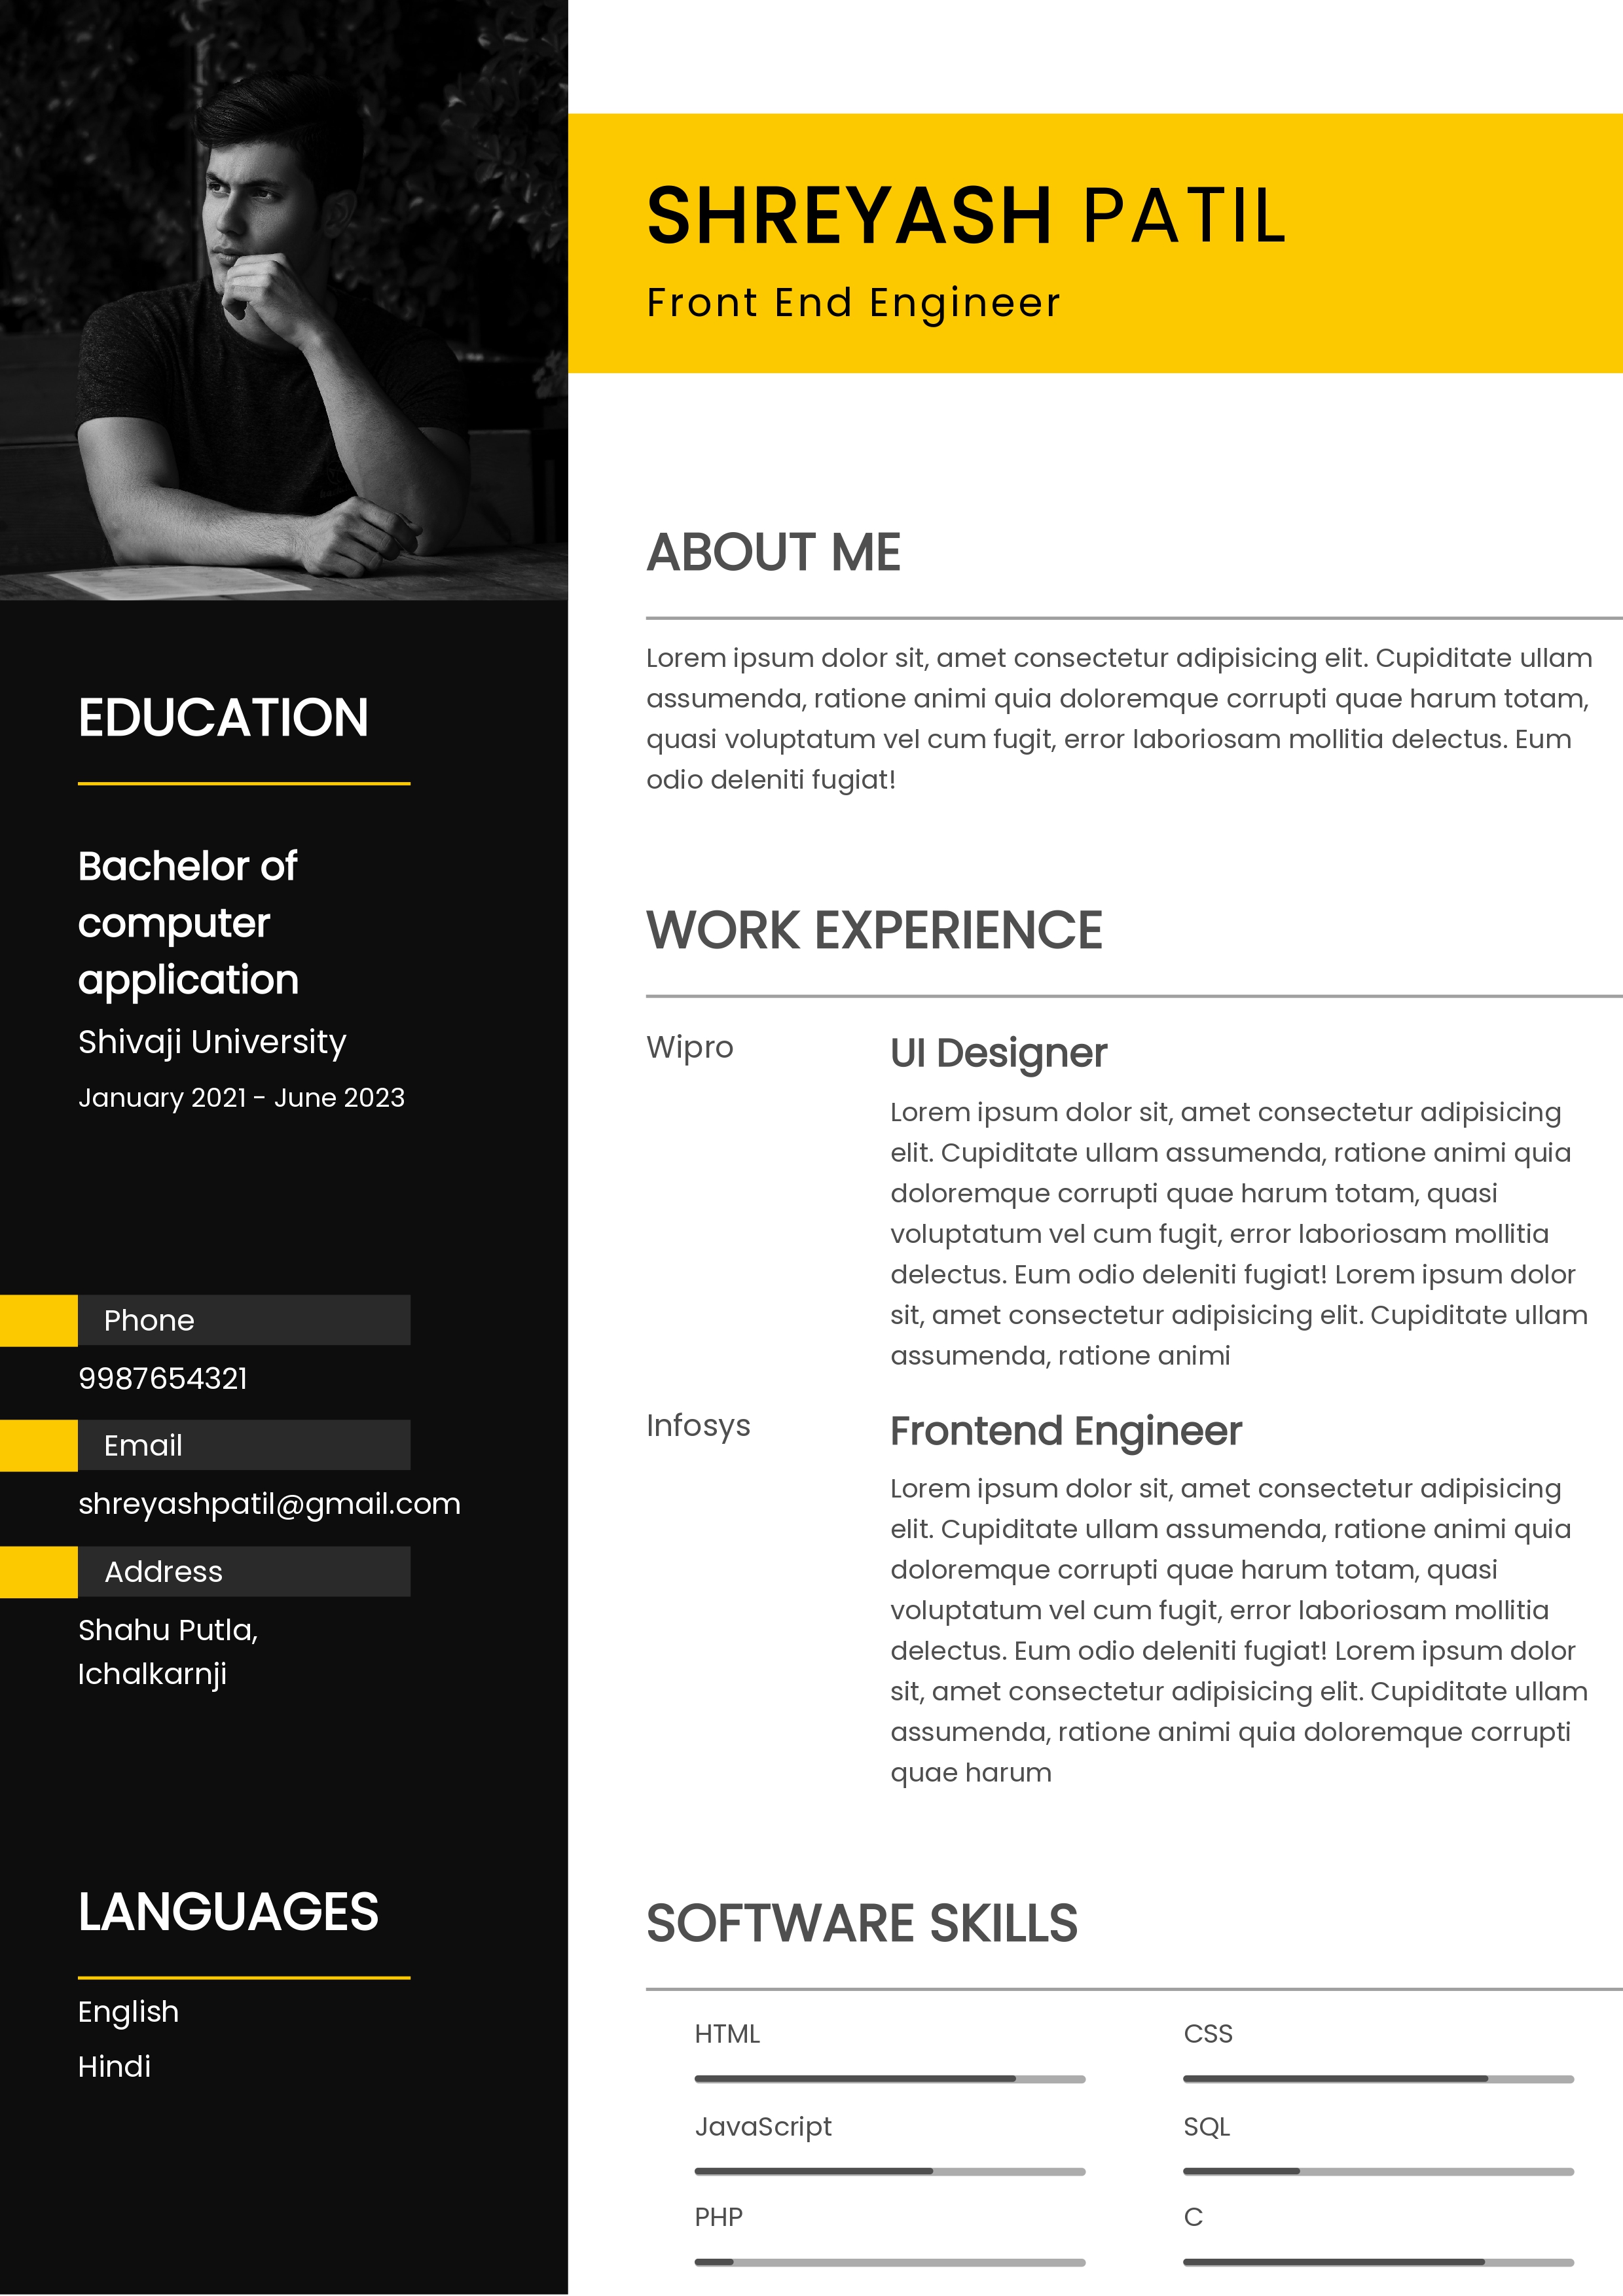 SHREYASH PATIL
Front End Engineer
EDUCATION
Bachelor of
computer
application
Shivaji University
January 2021 - June 2023
Phone
9987654321
Email
shreyashpatil@gmail.com
Address
Shahu Putla,
Ichalkarnji
LANGUAGES
English
Hindi
ABOUT ME
Lorem ipsum dolor sit, amet consectetur adipisicing elit. Cupiditate ullam
assumenda, ratione animi quia doloremque corrupti quae harum totam,
quasi voluptatum vel cum fugit, error laboriosam mollitia delectus. Eum
odio deleniti fugiat!
WORK EXPERIENCE
Wipro
UI Designer
Lorem ipsum dolor sit, amet consectetur adipisicing
elit. Cupiditate ullam assumenda, ratione animi quia
doloremque corrupti quae harum totam, quasi
voluptatum vel cum fugit, error laboriosam mollitia
delectus. Eum odio deleniti fugiat! Lorem ipsum dolor
sit, amet consectetur adipisicing elit. Cupiditate ullam
assumenda, ratione animi
Infosys
Frontend Engineer
Lorem ipsum dolor sit, amet consectetur adipisicing
elit. Cupiditate ullam assumenda, ratione animi quia
doloremque corrupti quae harum totam, quasi
voluptatum vel cum fugit, error laboriosam mollitia
delectus. Eum odio deleniti fugiat! Lorem ipsum dolor
sit, amet consectetur adipisicing elit. Cupiditate ullam
assumenda, ratione animi quia doloremque corrupti
quae harum
SOFTWARE SKILLS
HTML
CSS
JavaScript
SQL
PHP
C